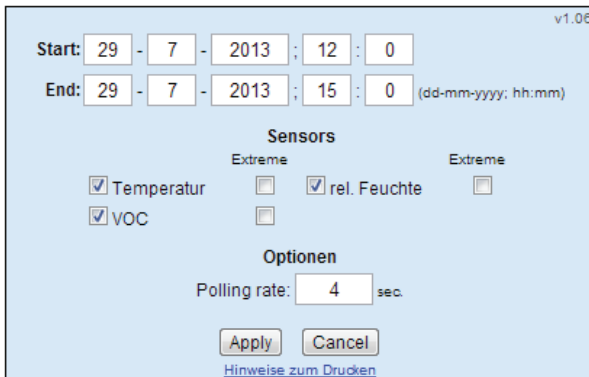 v1.06
Start: 29 - 7 - 2013 ; 12 : 0
End: 29 - 7 - 2013 ; 15 : 0 (dd-mm-yyyy; hh:mm)
Sensors
Extreme Extreme
Temperatur rel. Feuchte
VOC
Optionen
Polling rate: 4 sec.
Apply Cancel
Hinweise zum Drucken